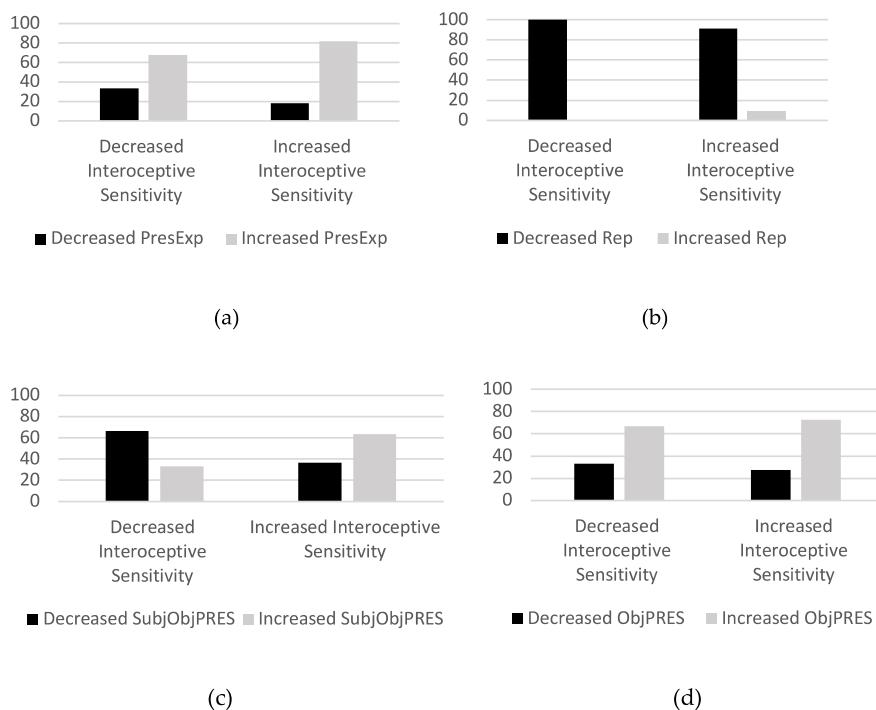 100
80
60
40
20
0
Decreased
Interoceptive
Sensitivity
Increased
Interoceptive
Sensitivity
Decreased PresExp
Increased PresExp
(a)
100
80
60
40
20
0
Decreased
Interoceptive
Sensitivity
Increased
Interoceptive
Sensitivity
Decreased Rep
Increased Rep
(b)
100
80
60
40
20
0
Decreased
Interoceptive
Sensitivity
Increased Interoceptive
Sensitivity
Decreased SubjObjPRES
Increased SubjObjPRES
(c)
100
80
60
40
20
0
Decreased
Interoceptive
Sensitivity
Increased
Interoceptive
Sensitivity
Decreased ObjPRES
Increased ObjPRES
(d)